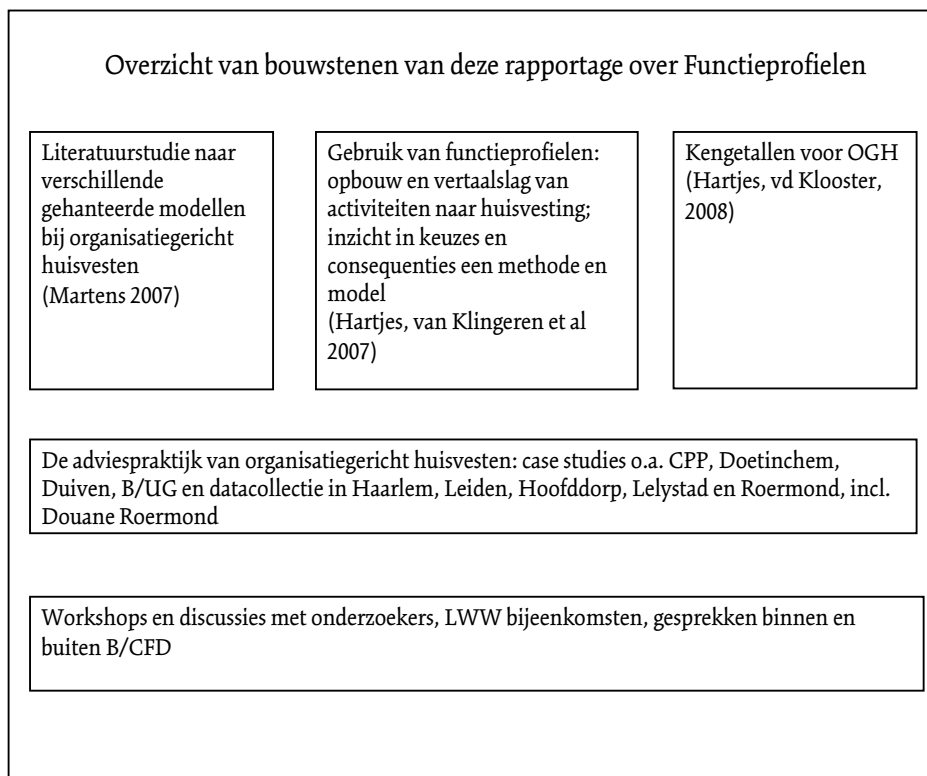 Overzicht van bouwstenen van deze rapportage over Functieprofielen
Literatuurstudie naar
verschillende
gehanteerde modellen
bij organisatiegericht
huisvesten
(Martens 2007)
Gebruik van functieprofielen:
opbouw en vertaalslag van
activiteiten naar huisvesting;
inzicht in keuzes en
consequenties een methode en
model
(Hartjes, van Klingeren et al
2007)
Kengetallen voor OGH
(Hartjes, vd Klooster,
2008)
De adviespraktijk van organisatiegericht huisvesten: case studies o.a. CPP, Doetinchem,
Duiven, B/UG en datacollectie in Haarlem, Leiden, Hoofddorp, Lelystad en Roermond, incl.
Douane Roermond
Workshops en discussies met onderzoekers, LWW bijeenkomsten, gesprekken binnen en
buiten B/CFD